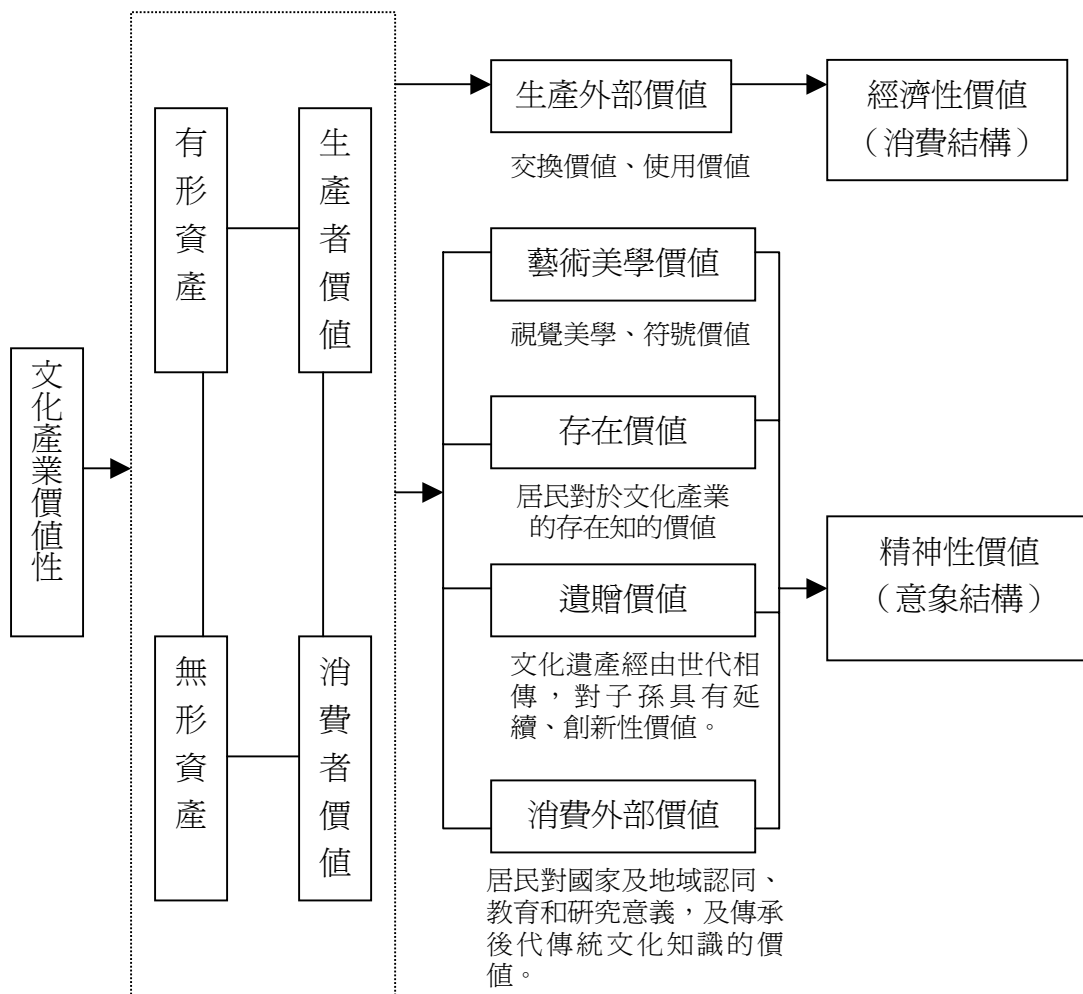 文化產業價值性
有形資產
生產者價值
無形資產
消費者價值
生產外部價值
交換價值、使用價值
經濟性價值
（消費結構）
藝術美學價值
視覺美學、符號價值
存在價值
居民對於文化產業
的存在知的價值
遺贈價值
文化遺產經由世代相
傳，對子孫具有延
續、創新性價值。
消費外部價值
居民對國家及地域認同、
教育和研究意義，及傳承
後代傳統文化知識的價
值。
精神性價值
（意象結構）